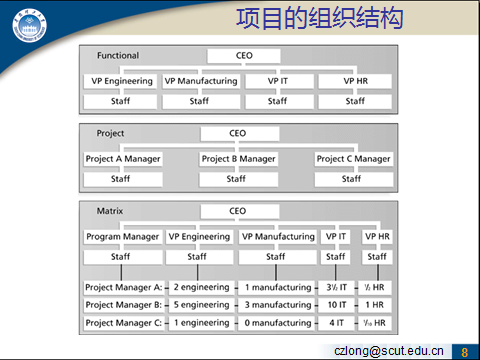 项目的组织结构
Functional CEO
VP Engineering VP Manufacturing VP IT VP HR
Staff Staff Staff Staff
Project CEO
Project A Manager Project B Manager Project C Manager
Staff Staff Staff
Matrix CEO
Program Manager VP Engineering VP Manufacturing VP IT VP HR
Staff Staff Staff Staff Staff
Project Manager A: 2 engineering 1 manufacturing 3½ IT ½ HR
Project Manager B: 5 engineering 3 manufacturing 10 IT 1 HR
Project Manager C: 1 engineering 0 manufacturing 4 IT ⅒ HR
czlong@scut.edu.cn 8